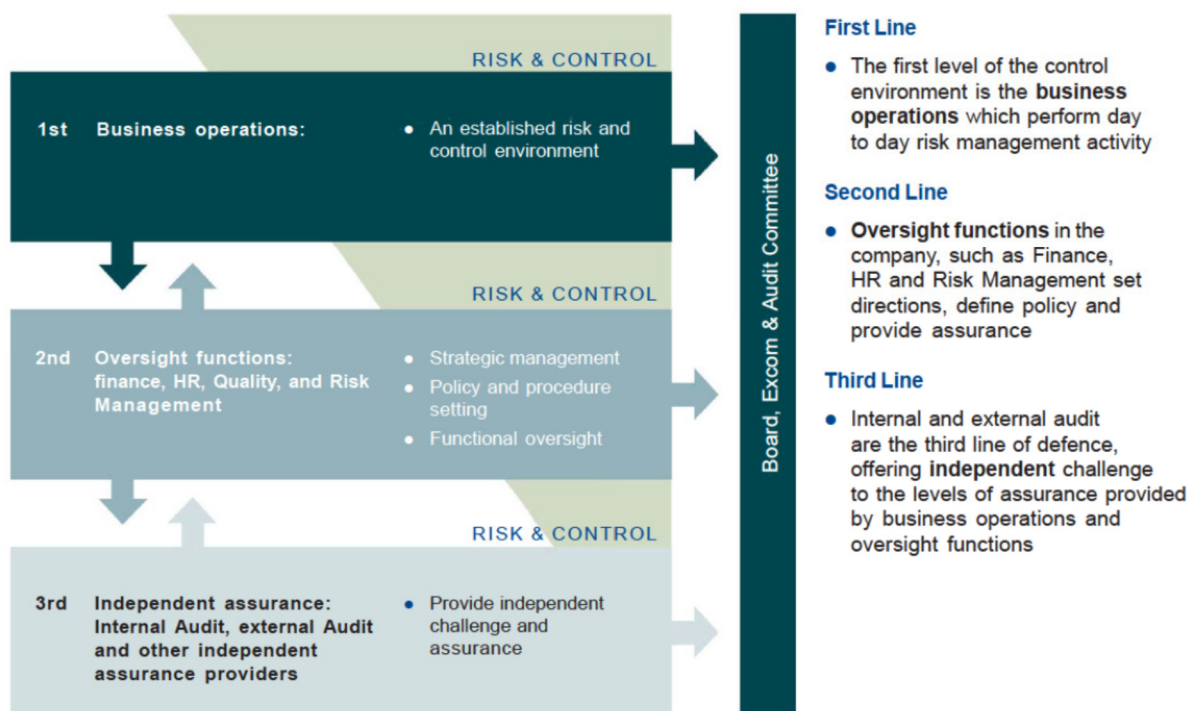 RISK & CONTROL
1st Business operations:
● An established risk and
control environment
RISK & CONTROL
2nd Oversight functions:
finance, HR, Quality, and Risk
Management
● Strategic management
● Policy and procedure
setting
● Functional oversight
RISK & CONTROL
3rd Independent assurance:
Internal Audit, external Audit
and other independent
assurance providers
● Provide independent
challenge and
assurance
Board, Excom & Audit Committee
First Line
● The first level of the control
environment is the business
operations which perform day
to day risk management activity
Second Line
● Oversight functions in the
company, such as Finance,
HR and Risk Management set
directions, define policy and
provide assurance
Third Line
● Internal and external audit
are the third line of defence,
offering independent challenge
to the levels of assurance provided
by business operations and
oversight functions